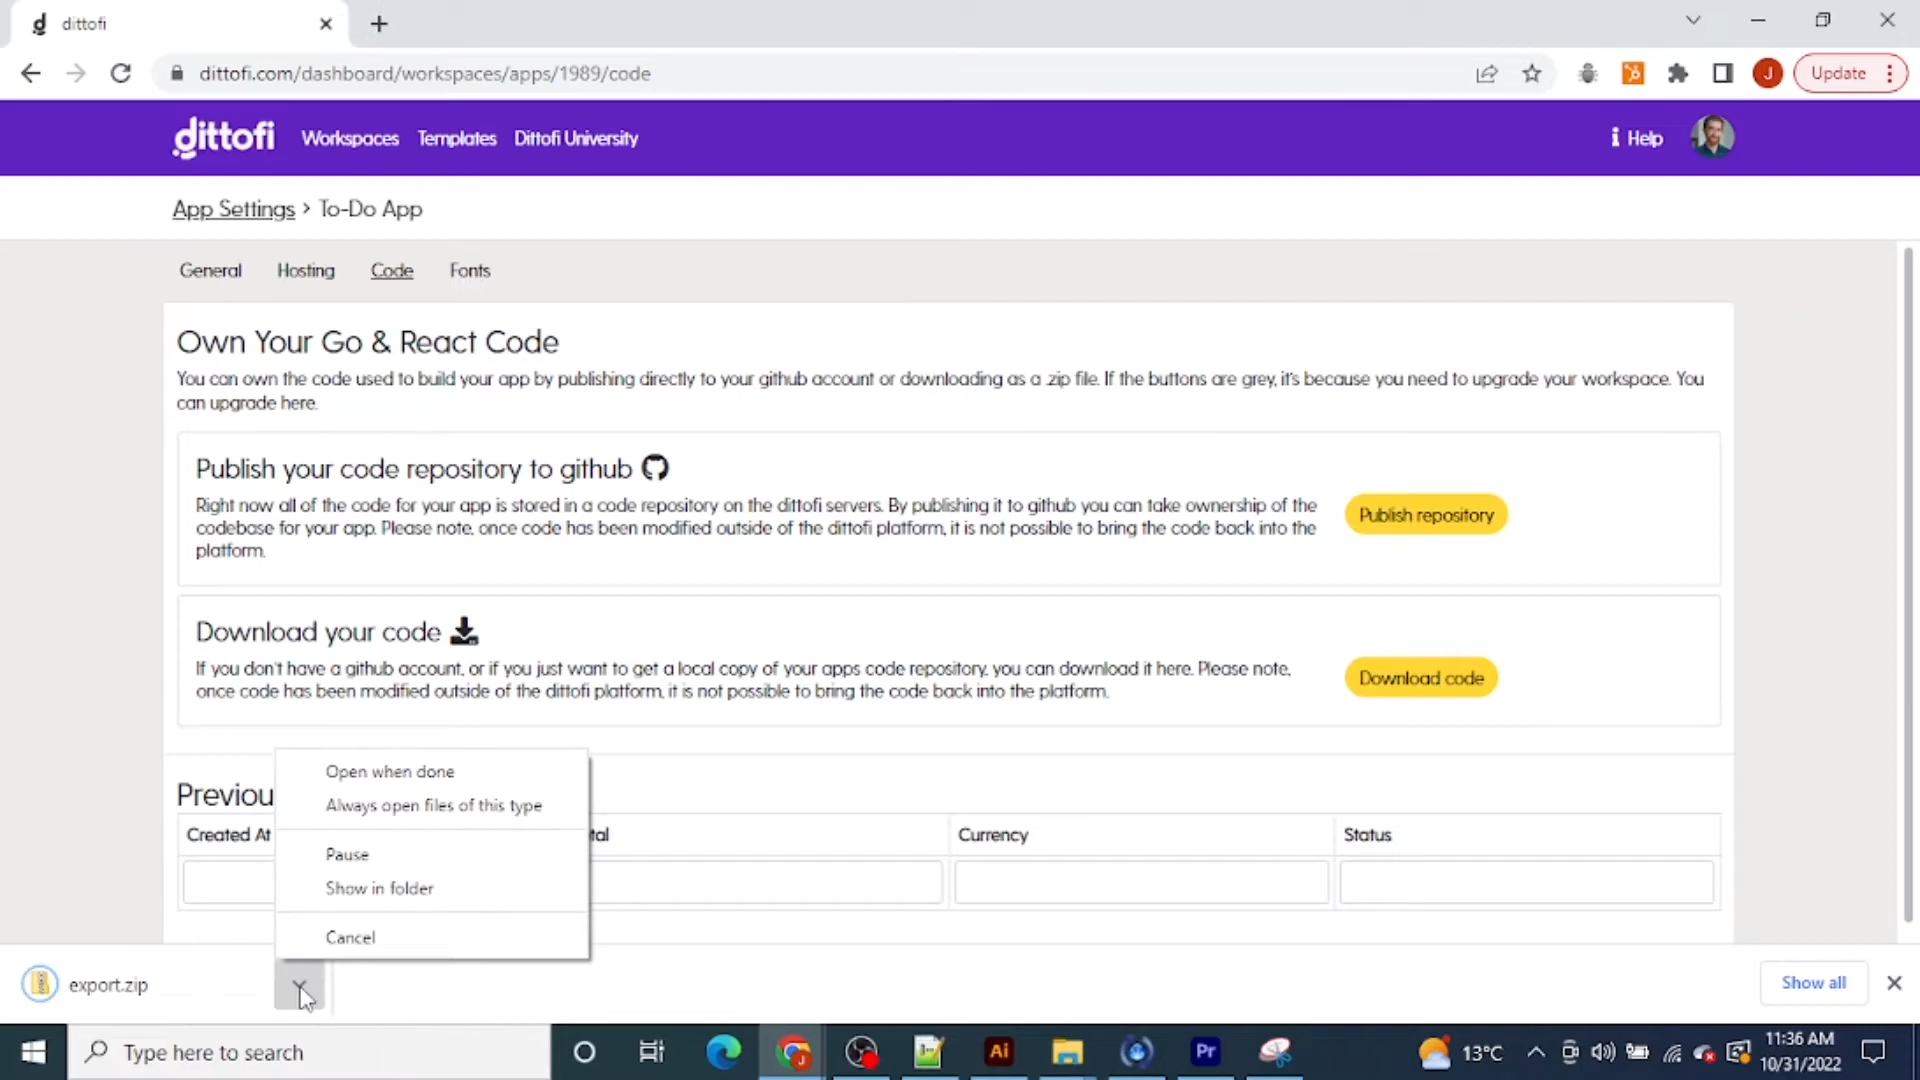 dittofi
dittofi.com/dashboard/workspaces/apps/1989/code
J
Update
dittofi
Workspaces
Templates
Dittofi University
Help
App Settings > To-Do App
General
Hosting
Code
Fonts
Own Your Go & React Code
You can own the code used to build your app by publishing directly to your github account or downloading as a .zip file. If the buttons are grey, it's because you need to upgrade your workspace. You
can upgrade here.
Publish your code repository to github
Right now all of the code for your app is stored in a code repository on the dittofi servers. By publishing it to github you can take ownership of the
codebase for your app. Please note, once code has been modified outside of the dittofi platform, it is not possible to bring the code back into the
platform.
Publish repository
Download your code
If you don't have a github account, or if you just want to get a local copy of your apps code repository, you can download it here. Please note,
once code has been modified outside of the dittofi platform, it is not possible to bring the code back into the platform.
Download code
Open when done
Always open files of this type
Pause
Show in folder
Cancel
Previou
Created At
tal
Currency
Status
export.zip
Show all
Type here to search
J
Ai
Pr
13°C
11:36 AM
10/31/2022